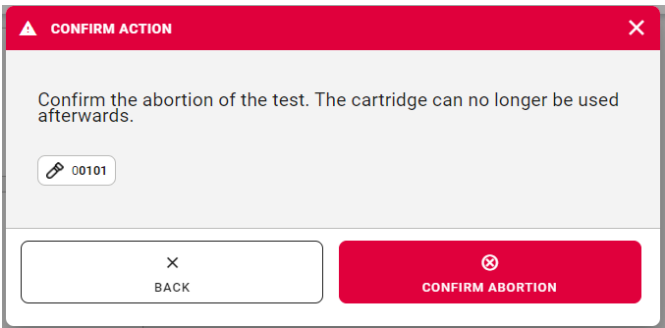 CONFIRM ACTION
Confirm the abortion of the test. The cartridge can no longer be used
afterwards.
00101
BACK
CONFIRM ABORTION